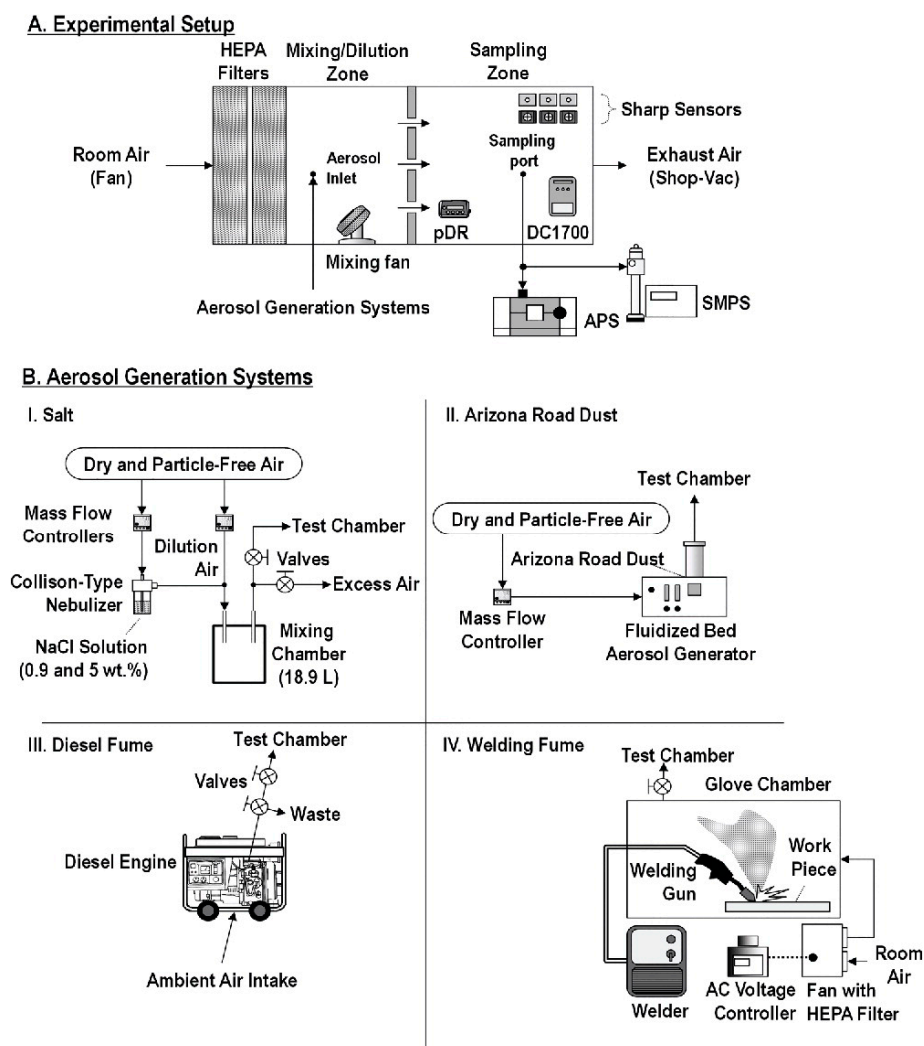 A. Experimental Setup
HEPA
Filters
Mixing/Dilution
Zone
Sampling
Zone
Sharp Sensors
Room Air
(Fan)
Aerosol
Inlet
Sampling
port
Exhaust Air
(Shop-Vac)
pDR
DC1700
Mixing fan
Aerosol Generation Systems
APS
SMPS
B. Aerosol Generation Systems
I. Salt
Dry and Particle-Free Air
Mass Flow
Controllers
Dilution
Air
Test Chamber
Valves
Excess Air
Collison-Type
Nebulizer
NaCl Solution
(0.9 and 5 wt.%)
Mixing
Chamber
(18.9 L)
II. Arizona Road Dust
Test Chamber
Dry and Particle-Free Air
Arizona Road Dust
Mass Flow
Controller
Fluidized Bed
Aerosol Generator
III. Diesel Fume
Test Chamber
Valves
Waste
Diesel Engine
Ambient Air Intake
IV. Welding Fume
Test Chamber
Glove Chamber
Welding
Gun
Work
Piece
Welder
AC Voltage
Controller
Fan with
HEPA Filter
Room
Air